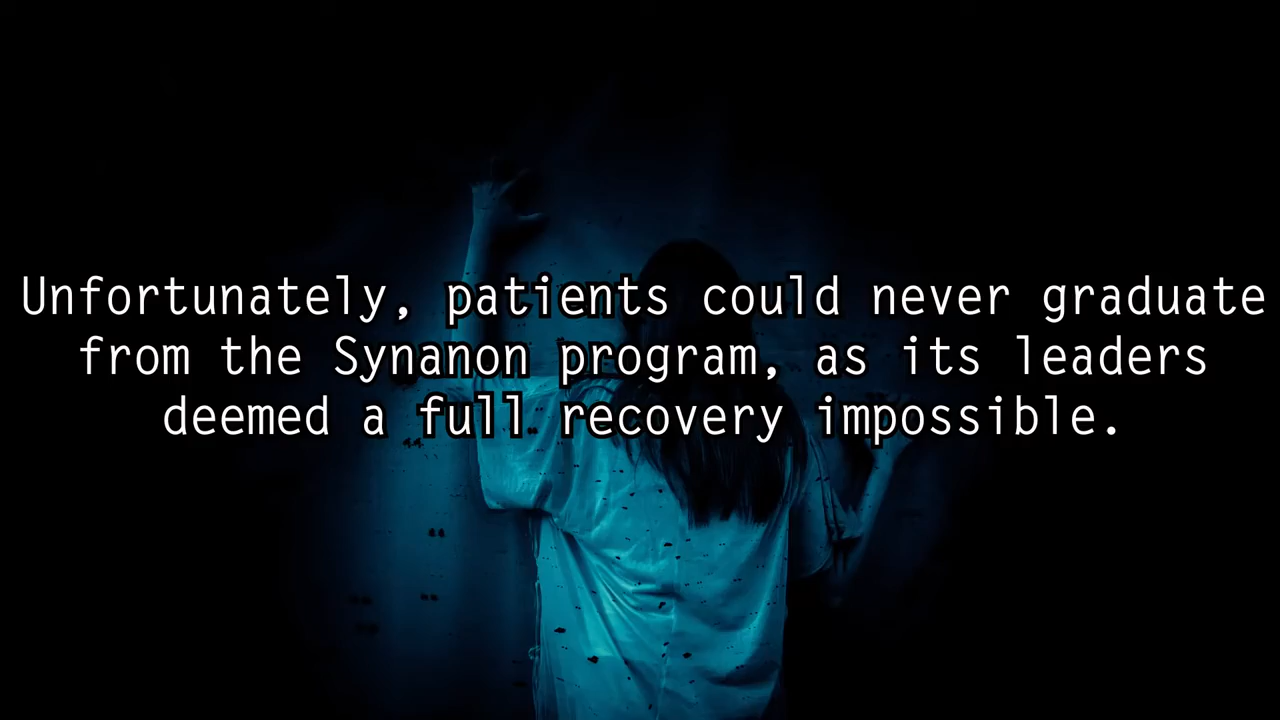 Unfortunately, patients could never graduate
from the Synanon program, as its leaders
deemed a full recovery impossible.